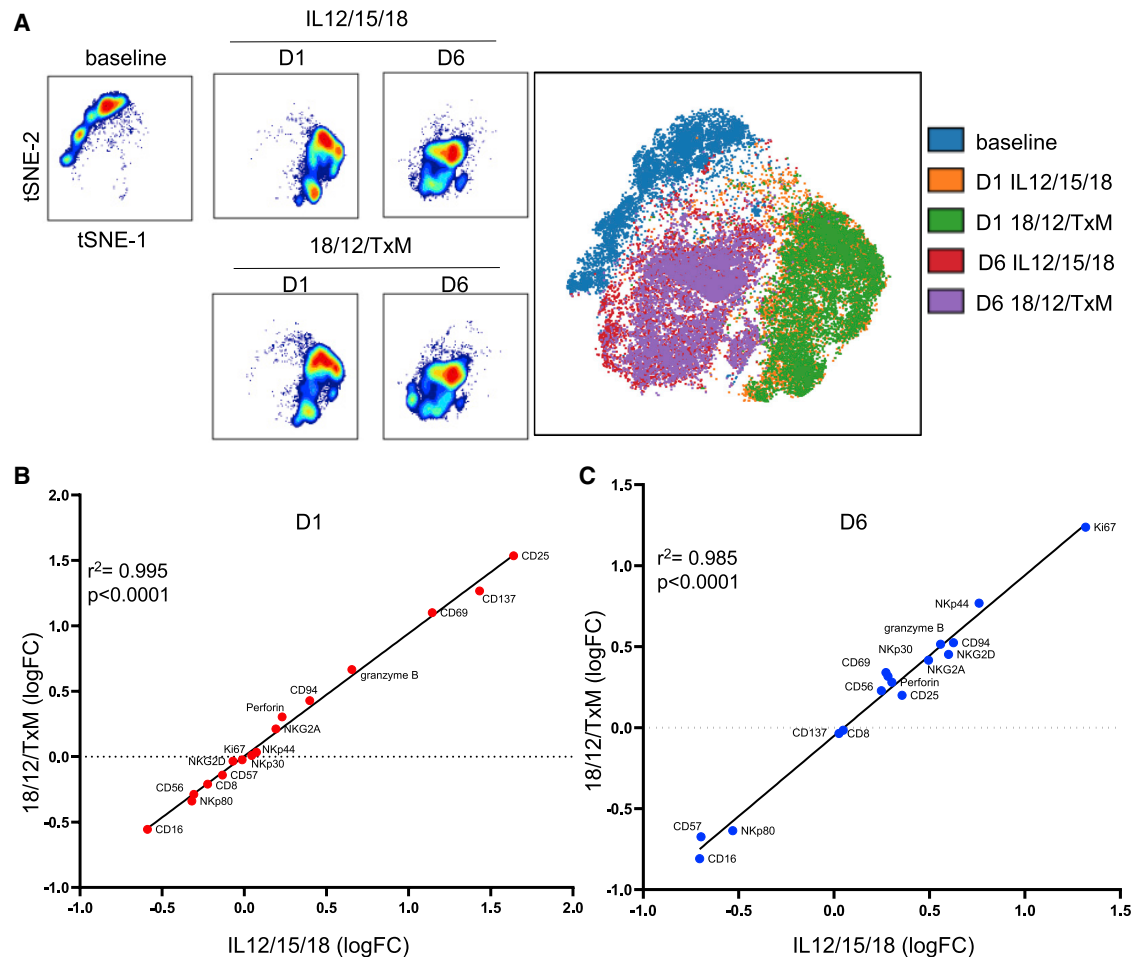 A
IL12/15/18
baseline
D1
D6
tSNE-2
tSNE-1
18/12/TxM
D1
D6
baseline
D1 IL12/15/18
D1 18/12/TxM
D6 IL12/15/18
D6 18/12/TxM
B
D1
r²= 0.995
p<0.0001
2.0
1.5
1.0
0.5
0.0
-0.5
-1.0
18/12/TxM (logFC)
CD25
CD137
CD69
granzyme B
CD94
Perforin
NKG2A
Ki67
NKp44
NKG2D
NKp30
CD57
CD56
CD8
NKp80
CD16
-1.0
-0.5
0.0
0.5
1.0
1.5
2.0
IL12/15/18 (logFC)
C
D6
r²= 0.985
p<0.0001
1.5
1.0
0.5
0.0
-0.5
-1.0
18/12/TxM (logFC)
Ki67
NKp44
granzyme B
CD94
NKp30
NKG2D
NKG2A
CD69
Perforin
CD56
CD25
CD137
CD8
CD57
NKp80
CD16
-1.0
-0.5
0.0
0.5
1.0
1.5
IL12/15/18 (logFC)